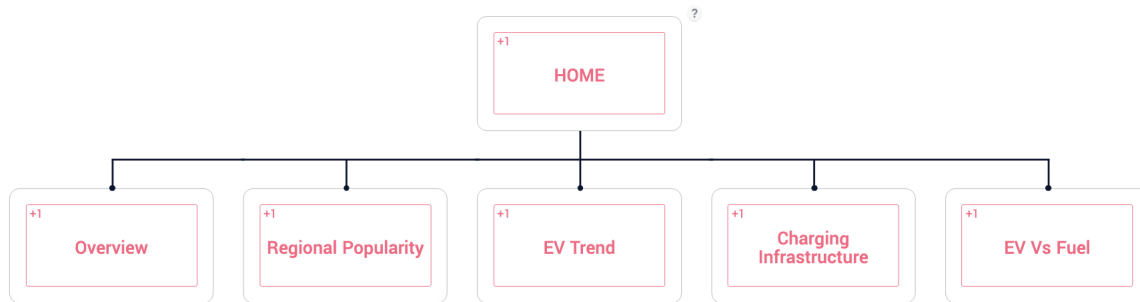 ?
+1
HOME
+1
Overview
+1
Regional Popularity
+1
EV Trend
+1
Charging
Infrastructure
+1
EV Vs Fuel